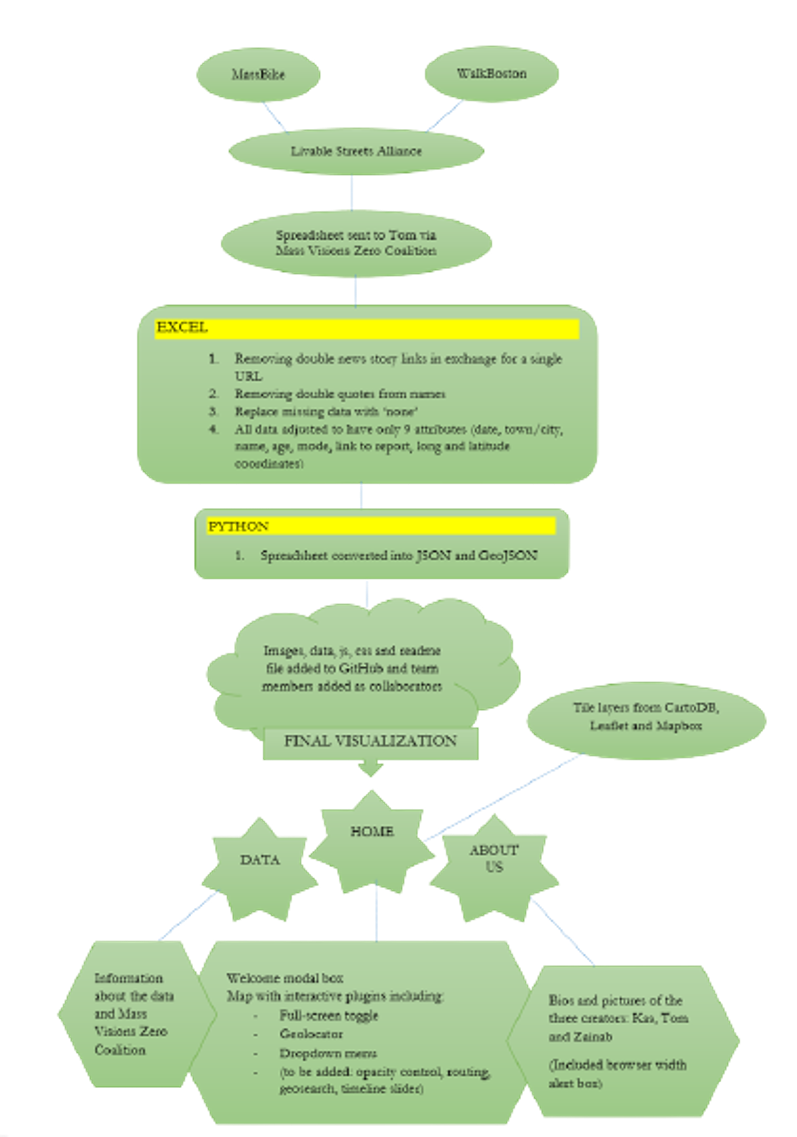 MassBike
WalkBoston
Livable Streets Alliance
Spreadsheet sent to Tom via
Mass Visions Zero Coalition
EXCEL
1. Removing double news story links in exchange for a single
URL
2. Removing double quotes from names
3. Replace missing data with 'none'
4. All data adjusted to have only 9 attributes (date, town/city,
name, age, mode, link to report, long and latitude
coordinates)
PYTHON
1. Spreadsheet converted into JSON and GeoJSON
Images, data, js, css and readme
file added to GitHub and team
members added as collaborators
FINAL VISUALIZATION
Tile layers from CartoDB,
Leaflet and Mapbox
DATA
HOME
ABOUT
US
Information
about the data
and Mass
Visions Zero
Coalition
Welcome modal box
Map with interactive plugins including:
- Full-screen toggle
- Geolocator
- Dropdown menu
- (to be added: opacity control, routing,
geosearch, timeline slider)
Bios and pictures of the
three creators: Kas, Tom
and Zainab
(Included browser width
alert box)